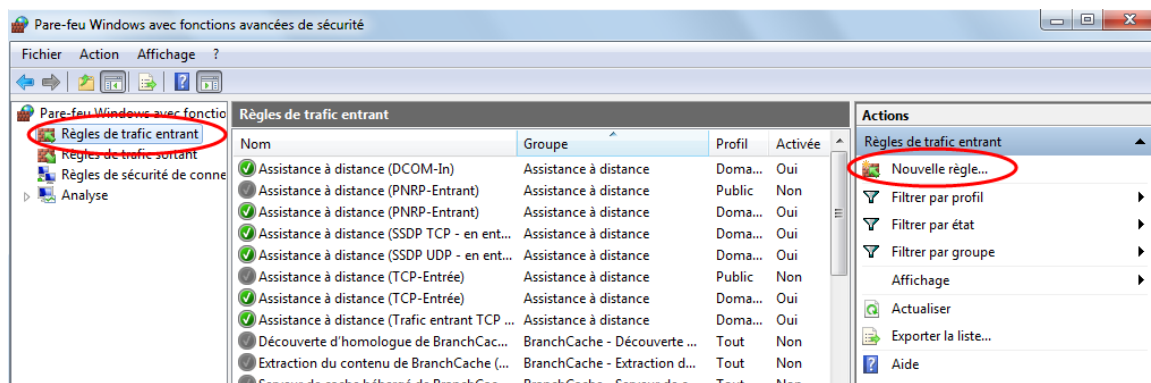 Pare-feu Windows avec fonctions avancées de sécurité
Fichier Action Affichage ?
Pare-feu Windows avec fonctio
Règles de trafic entrant
Règles de trafic sortant
Règles de sécurité de conne
Analyse
Règles de trafic entrant
Nom Groupe Profil Activée
Assistance à distance (DCOM-In) Assistance à distance Doma... Oui
Assistance à distance (PNRP-Entrant) Assistance à distance Public Non
Assistance à distance (PNRP-Entrant) Assistance à distance Doma... Oui
Assistance à distance (SSDP TCP - en ent... Assistance à distance Doma... Oui
Assistance à distance (SSDP UDP - en ent... Assistance à distance Doma... Oui
Assistance à distance (TCP-Entrée) Assistance à distance Public Non
Assistance à distance (TCP-Entrée) Assistance à distance Doma... Oui
Assistance à distance (Trafic entrant TCP ... Assistance à distance Doma... Oui
Découverte d'homologue de BranchCac... BranchCache - Découverte ... Tout Non
Extraction du contenu de BranchCache (... BranchCache - Extraction d... Tout Non
Actions
Règles de trafic entrant
Nouvelle règle...
Filtrer par profil
Filtrer par état
Filtrer par groupe
Affichage
Actualiser
Exporter la liste...
Aide